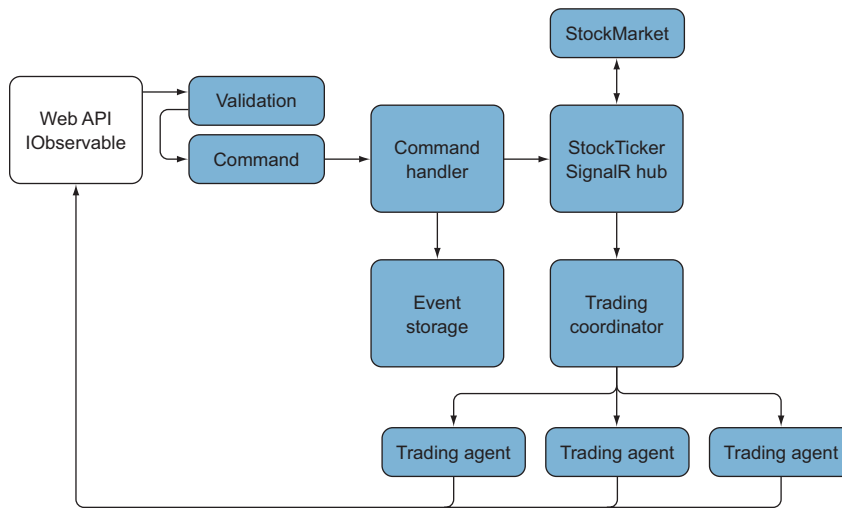 StockMarket
Web API
IObservable
Validation
Command
Command
handler
StockTicker
SignalR hub
Event
storage
Trading
coordinator
Trading agent
Trading agent
Trading agent